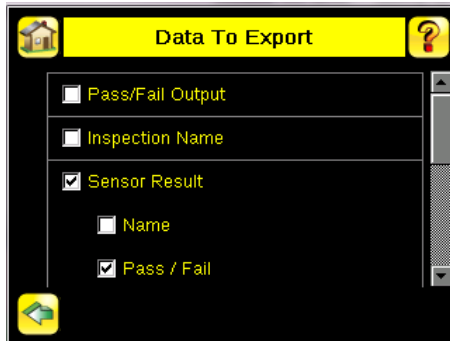 Data To Export
Pass/Fail Output
Inspection Name
Sensor Result
Name
Pass / Fail